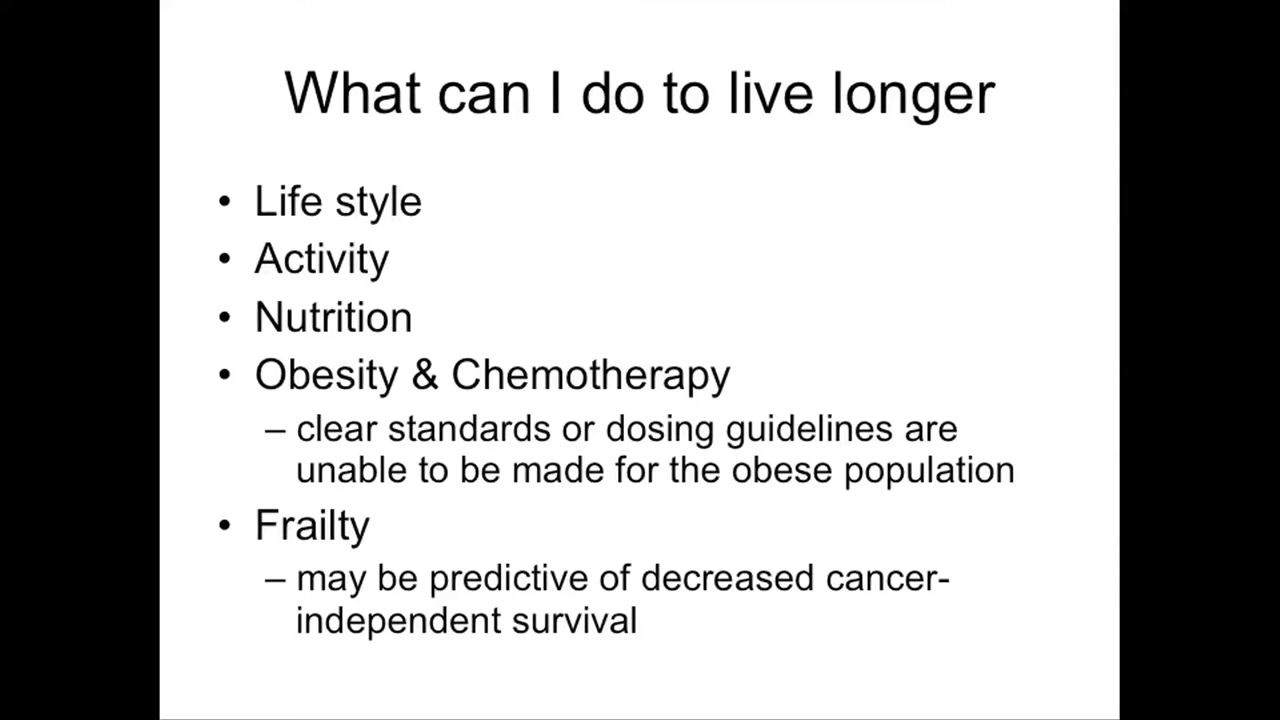 What can I do to live longer
• Life style
• Activity
• Nutrition
• Obesity & Chemotherapy
– clear standards or dosing guidelines are
unable to be made for the obese population
• Frailty
– may be predictive of decreased cancer-
independent survival